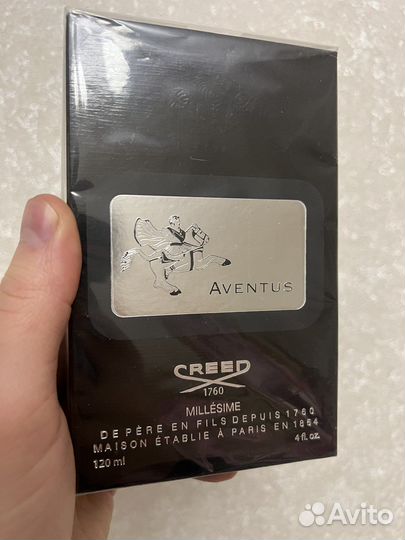 AVENTUS
CREED
1760
MILLÉSIME
DE PÈRE EN FILS DEPUIS 1760
MAISON ÉTABLIE À PARIS EN 1854
120 ml 4 fl. oz.
Avito